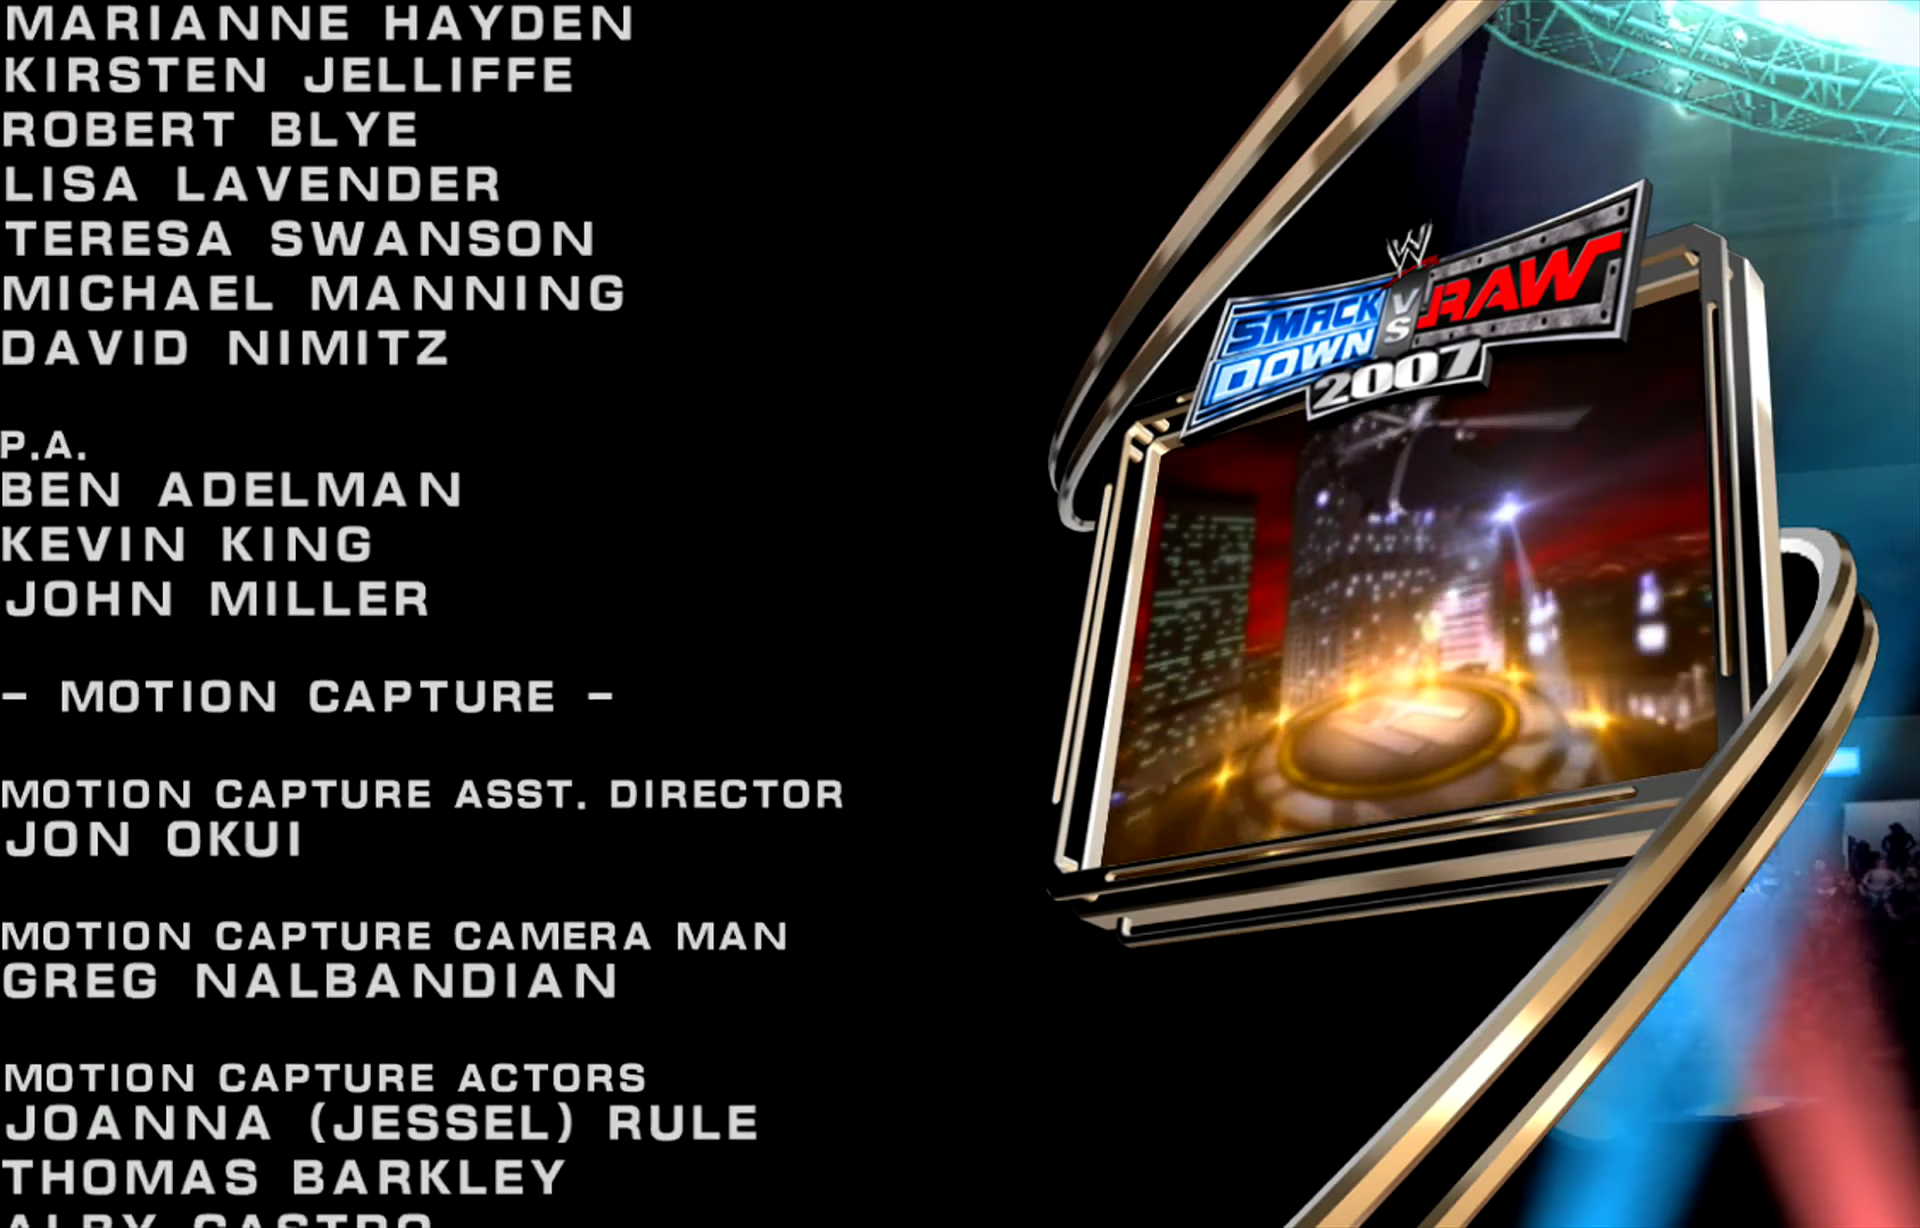 MARIANNE HAYDEN
KIRSTEN JELLIFFE
ROBERT BLYE
LISA LAVENDER
TERESA SWANSON
MICHAEL MANNING
DAVID NIMITZ
P.A.
BEN ADELMAN
KEVIN KING
JOHN MILLER
- MOTION CAPTURE -
MOTION CAPTURE ASST. DIRECTOR
JON OKUI
MOTION CAPTURE CAMERA MAN
GREG NALBANDIAN
MOTION CAPTURE ACTORS
JOANNA (JESSEL) RULE
THOMAS BARKLEY
ALBY CASTRO
W
SMACK
DOWN
VS
RAW
2007